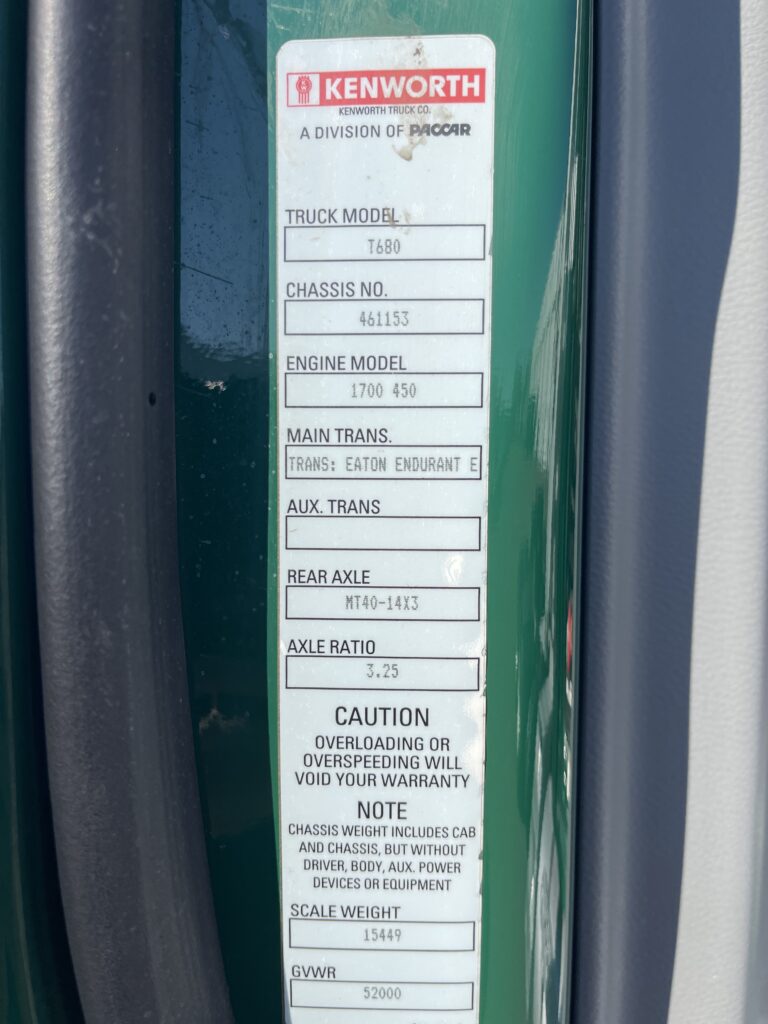 KENWORTH
KENWORTH TRUCK CO.
A DIVISION OF PACCAR
TRUCK MODEL
T680
CHASSIS NO.
461153
ENGINE MODEL
1700 450
MAIN TRANS.
TRANS: EATON ENDURANT E
AUX. TRANS
REAR AXLE
MT40-14X3
AXLE RATIO
3.25
CAUTION
OVERLOADING OR
OVERSPEEDING WILL
VOID YOUR WARRANTY
NOTE
CHASSIS WEIGHT INCLUDES CAB
AND CHASSIS, BUT WITHOUT
DRIVER, BODY, AUX. POWER
DEVICES OR EQUIPMENT
SCALE WEIGHT
15449
GVWR
52000